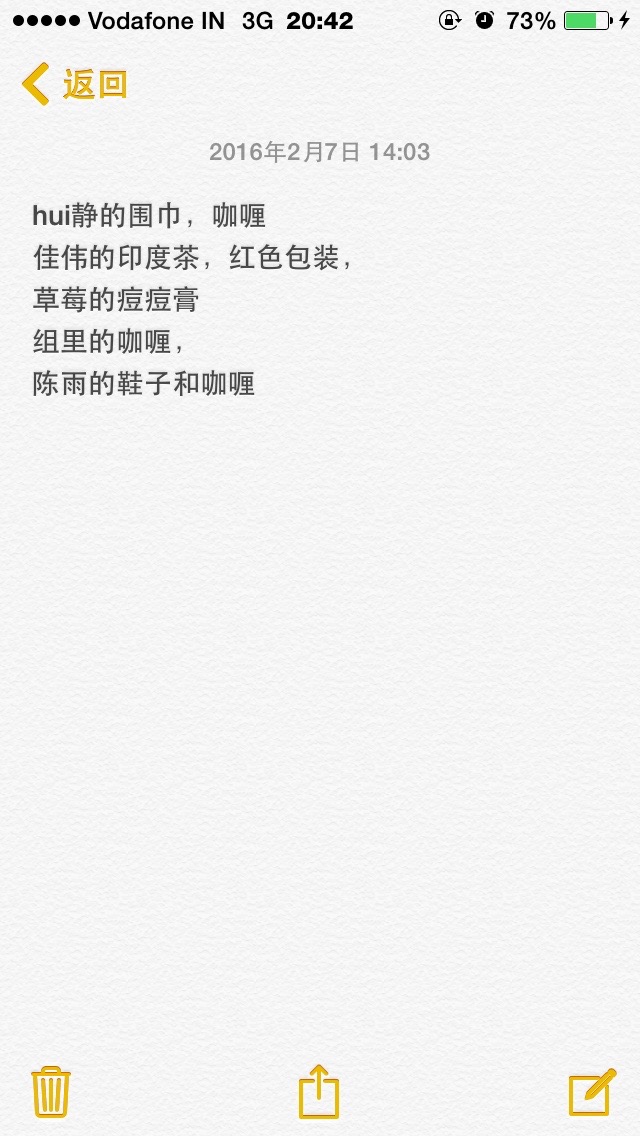 Vodafone IN 3G 20:42 73%
返回
2016年2月7日 14:03
hui静的围巾，咖喱
佳伟的印度茶，红色包装，
草莓的痘痘膏
组里的咖喱，
陈雨的鞋子和咖喱